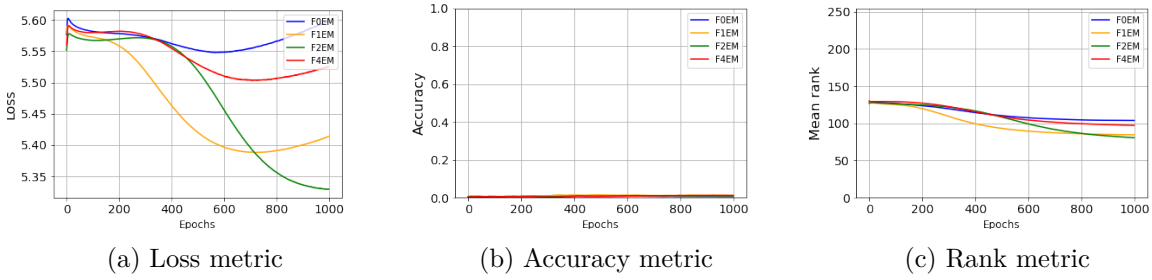 5.60
5.55
5.50
5.45
5.40
5.35
Loss
0
200
400
600
800
1000
Epochs
F0EM
F1EM
F2EM
F4EM
(a) Loss metric
1.0
0.8
0.6
0.4
0.2
0.0
Accuracy
0
200
400
600
800
1000
Epochs
F0EM
F1EM
F2EM
F4EM
(b) Accuracy metric
250
200
150
100
50
0
Mean rank
0
200
400
600
800
1000
Epochs
F0EM
F1EM
F2EM
F4EM
(c) Rank metric